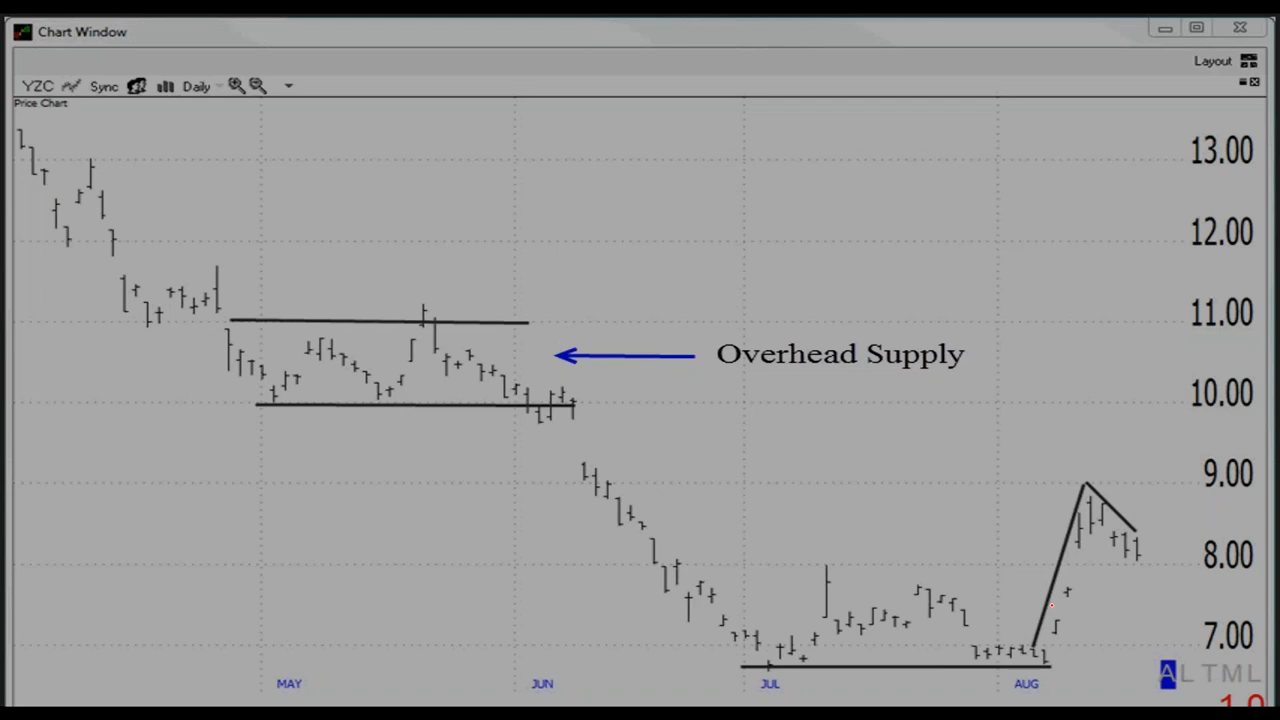 Chart Window
Layout
YZC Sync Daily
Price Chart
13.00
12.00
11.00
Overhead Supply
10.00
9.00
8.00
7.00
A L T M L
MAY JUN JUL AUG